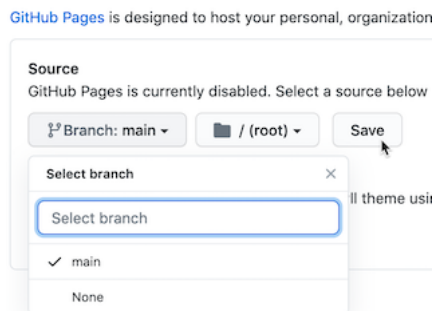 GitHub Pages is designed to host your personal, organization
Source
GitHub Pages is currently disabled. Select a source below
Branch: main / (root) Save
Select branch
ll theme usin
Select branch
main
None